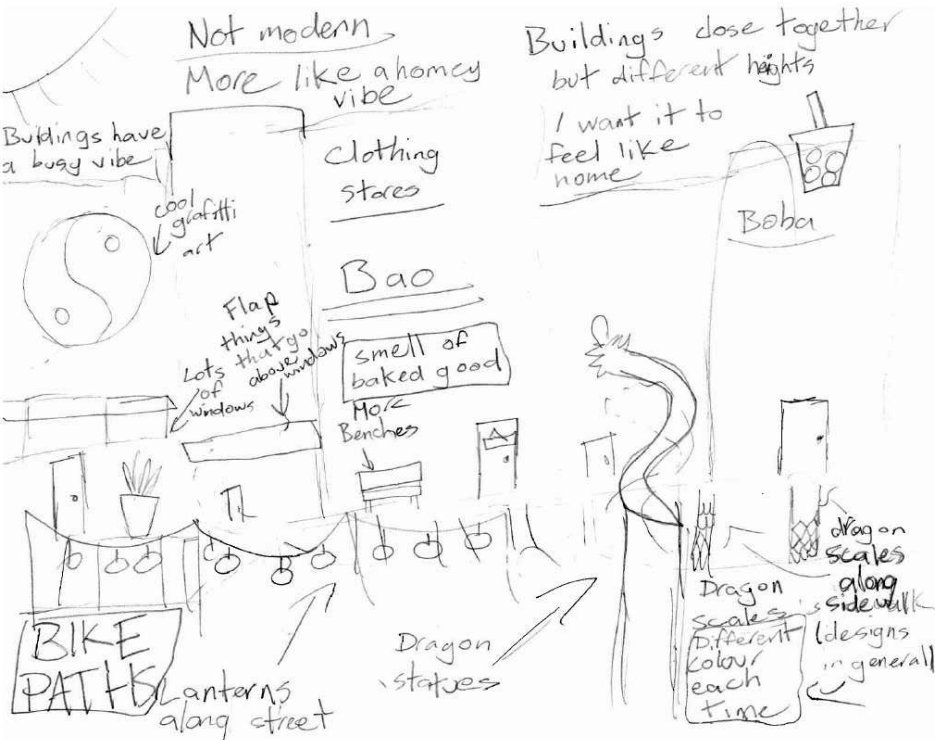 Not modern
More like a homey
vibe
Buildings close together
but different heights
I want it to
feel like
home
Buildings have
a busy vibe
Clothing
stores
cool
grafitti
art
Boba
Bao
Flap
things
that go
above
windows
Lots
of
windows
smell of
baked good
More
Benches
dragon
scales
along
sidewalk
(designs
in general)
Dragon
scales
Different
colour
each
time
Dragon
statues
BIKE
PATHS
Lanterns
along street